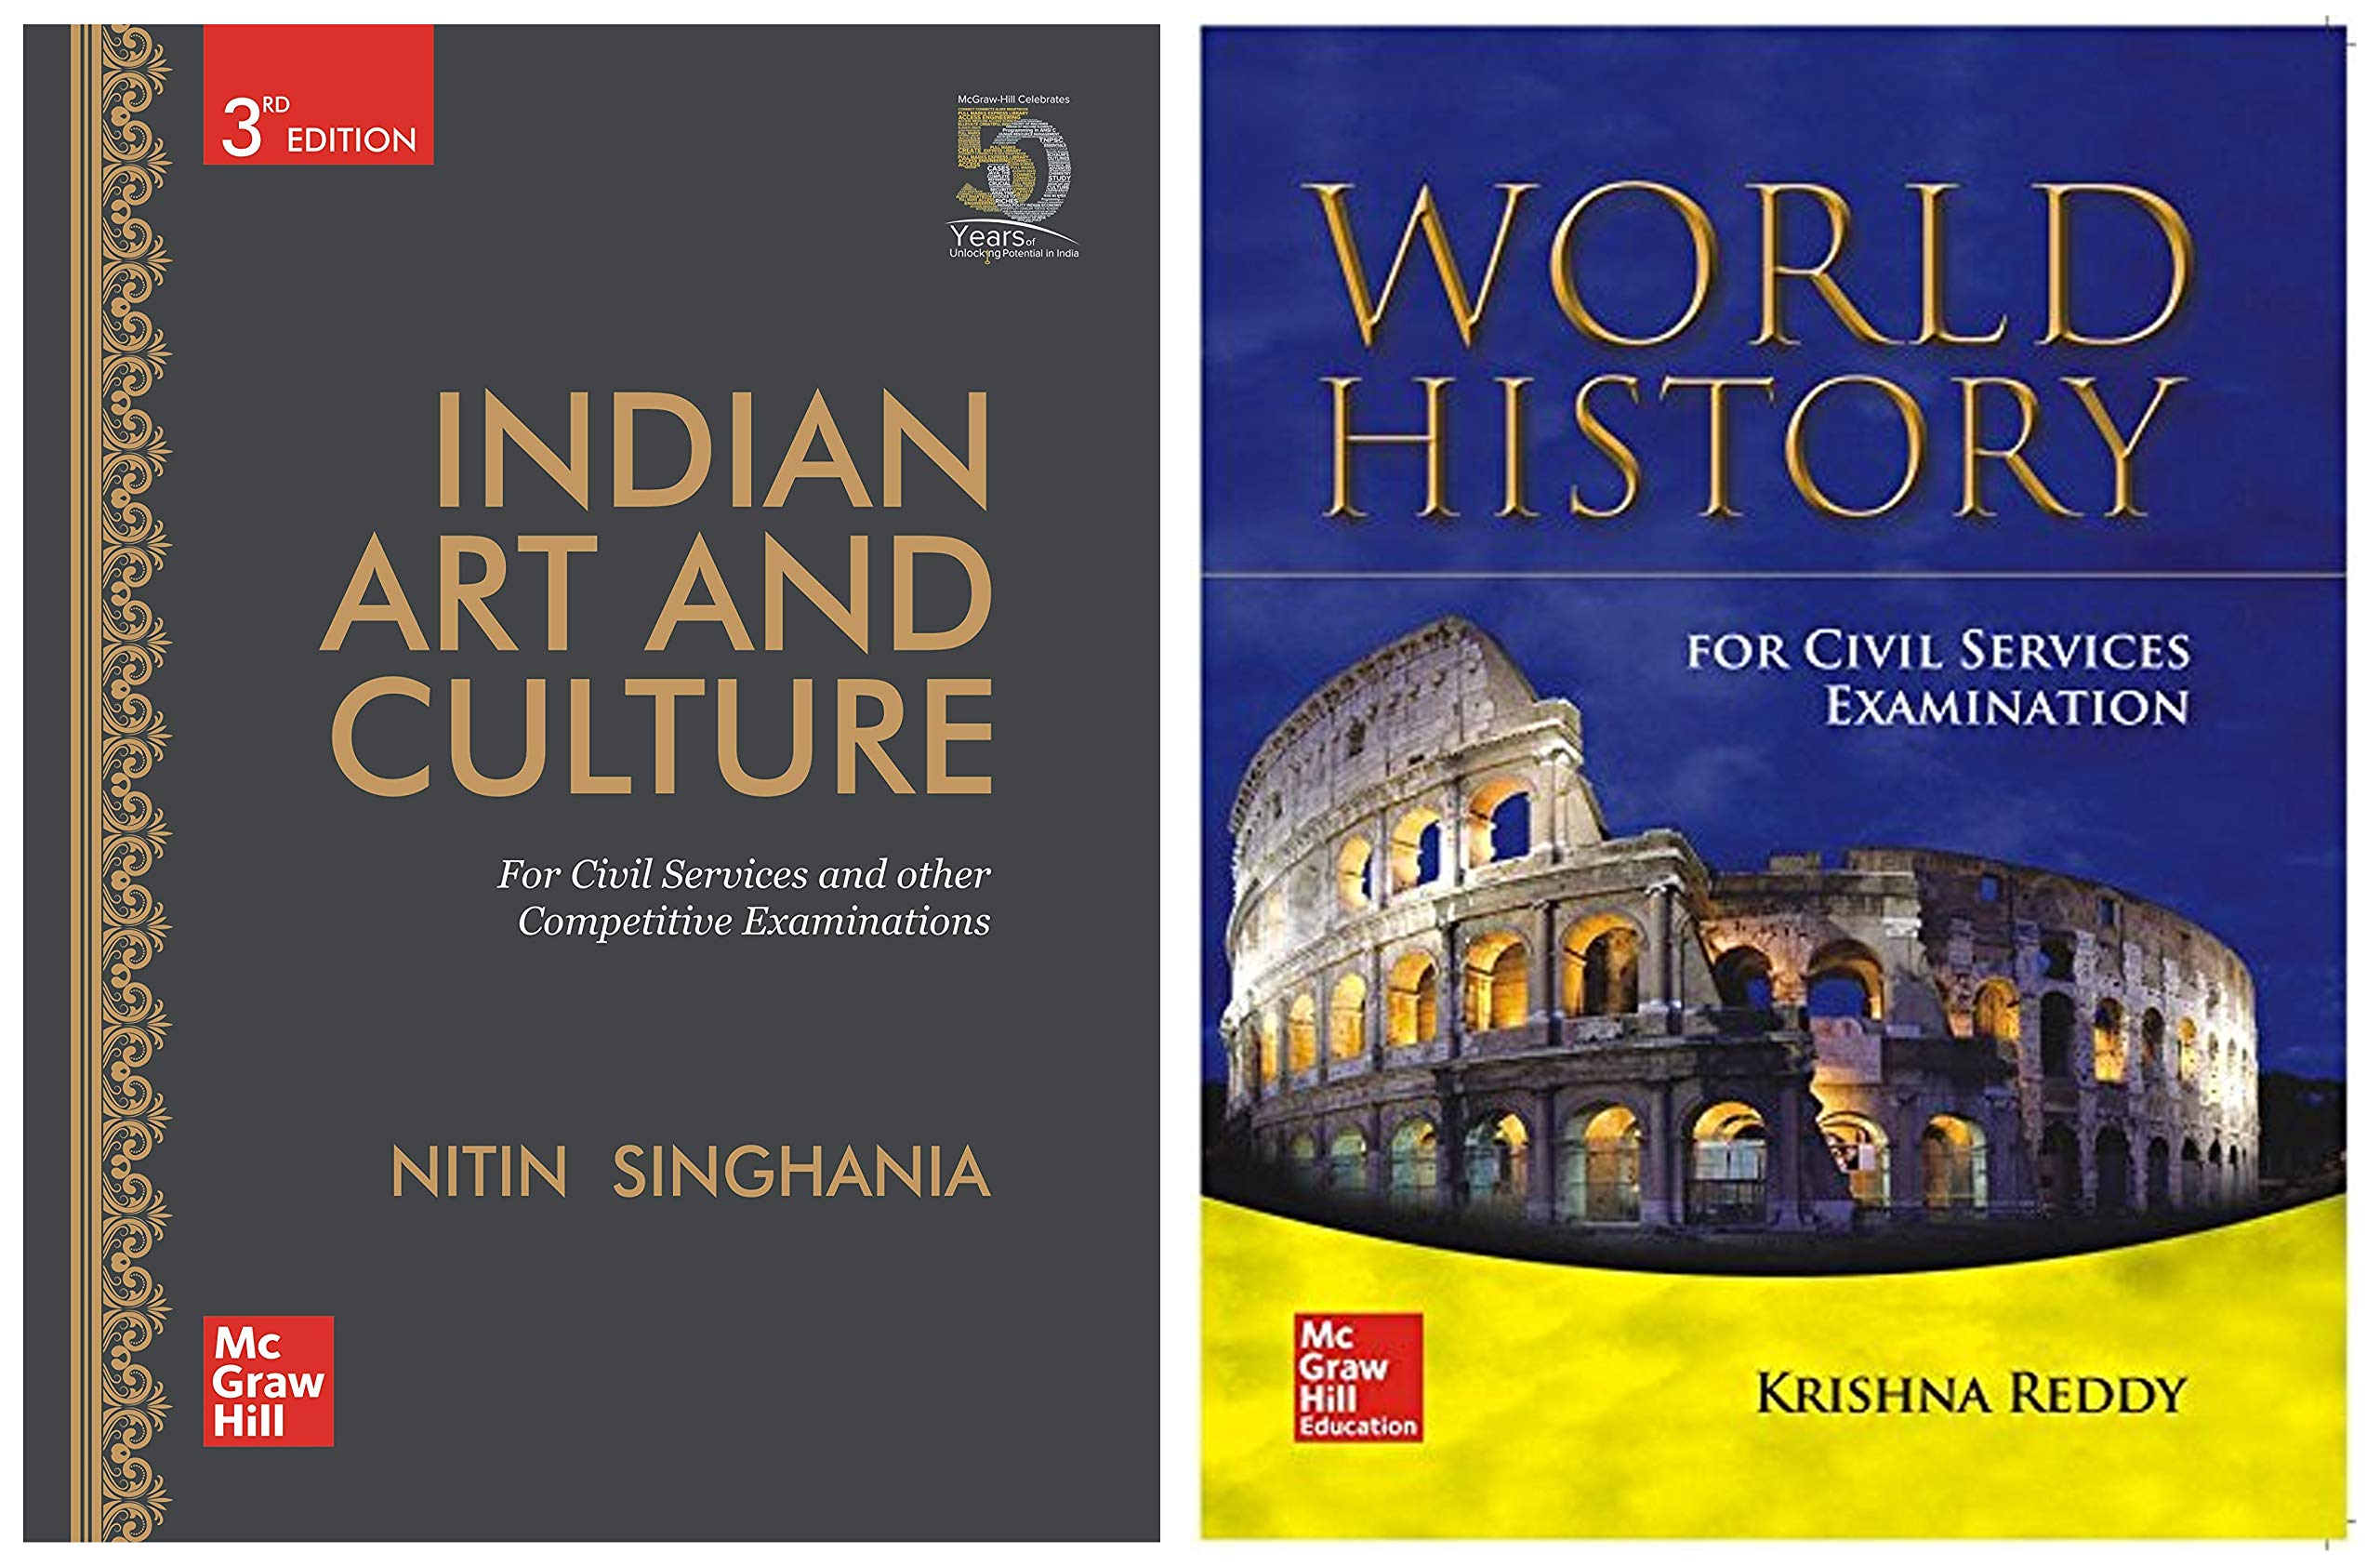 3RD EDITION
McGraw-Hill Celebrates
50
Years of
Unlocking Potential in India
INDIAN
ART AND
CULTURE
For Civil Services and other
Competitive Examinations
NITIN SINGHANIA
Mc
Graw
Hill
WORLD
HISTORY
FOR CIVIL SERVICES
EXAMINATION
Mc
Graw
Hill
Education
KRISHNA REDDY